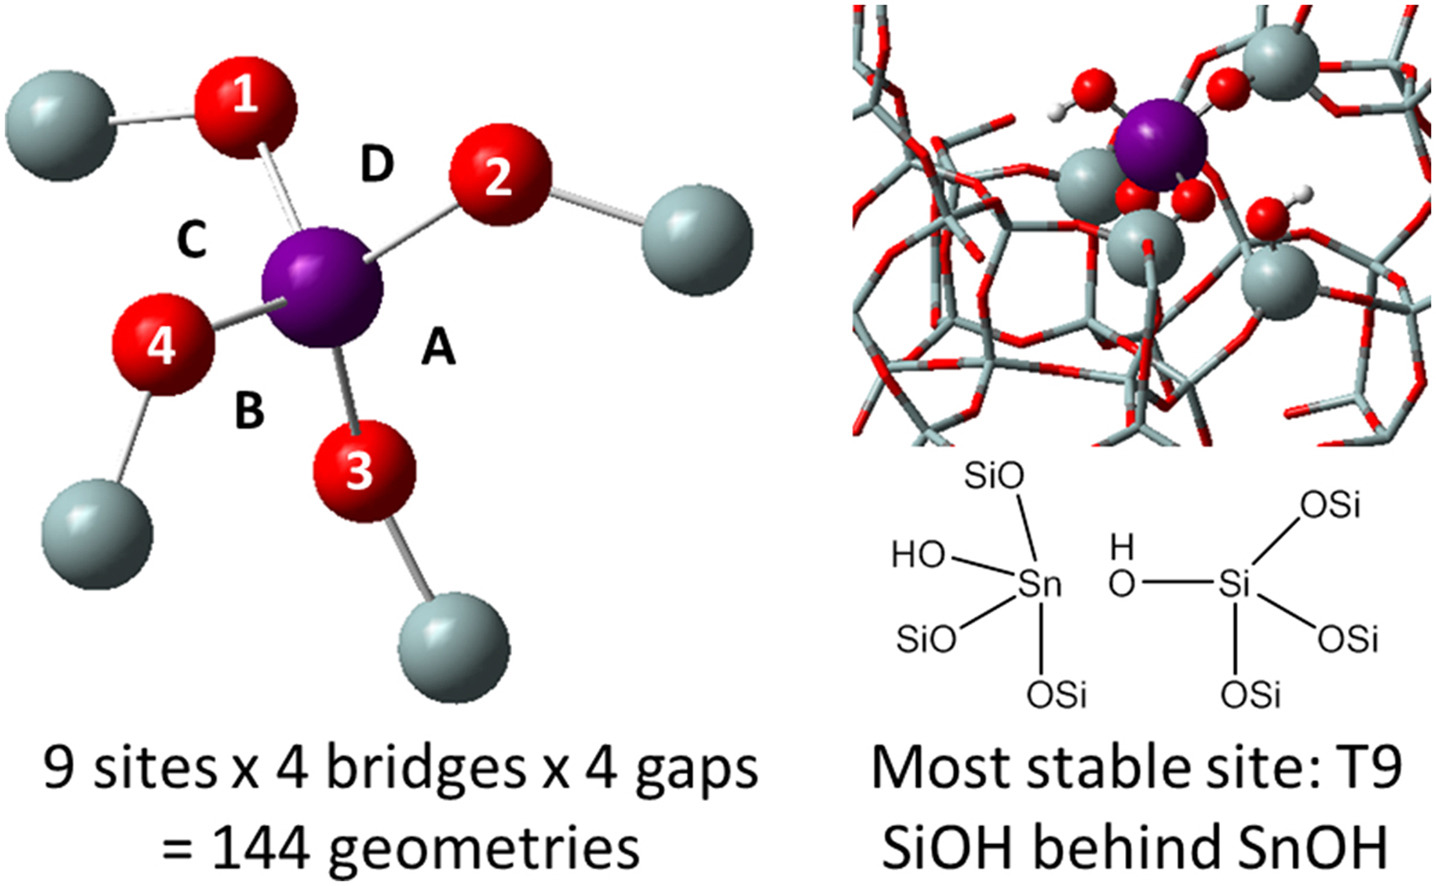 1
D
2
C
4
A
B
3
9 sites x 4 bridges x 4 gaps
= 144 geometries
SiO
HO
Sn
SiO
OSi
H
O
Si
OSi
OSi
OSi
Most stable site: T9
SiOH behind SnOH